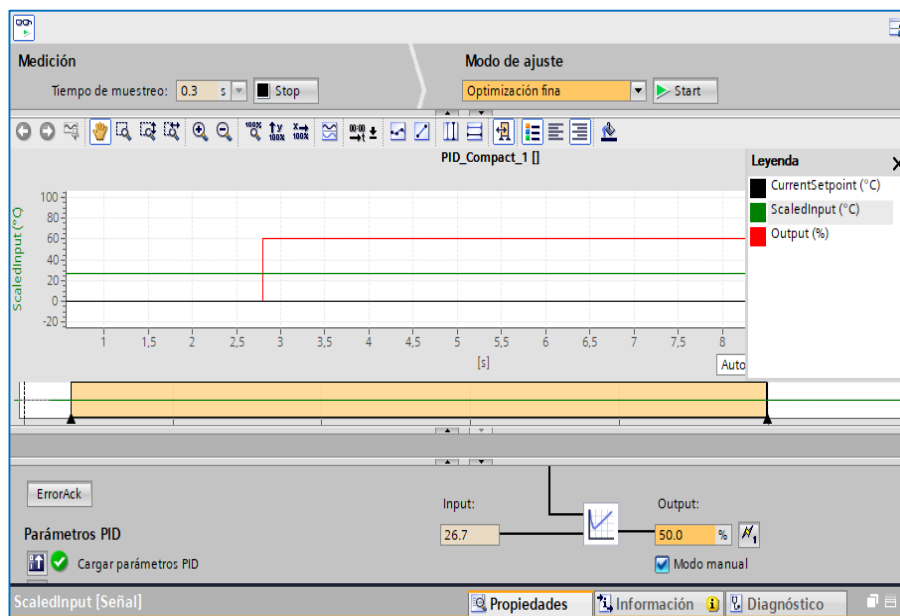 Medición
Modo de ajuste
Tiempo de muestreo: 0.3 s Stop
Optimización fina Start
PID_Compact_1 []
Leyenda
CurrentSetpoint (°C)
ScaledInput (°C)
Output (%)
ScaledInput (°C)
100
80
60
40
20
0
-20
1 1,5 2 2,5 3 3,5 4 4,5 5 5,5 6 6,5 7 7,5 8
[s]
Auto
ErrorAck
Input:
Output:
26.7
50.0 %
Parámetros PID
Modo manual
Cargar parámetros PID
ScaledInput [Señal]
Propiedades
Información
Diagnóstico